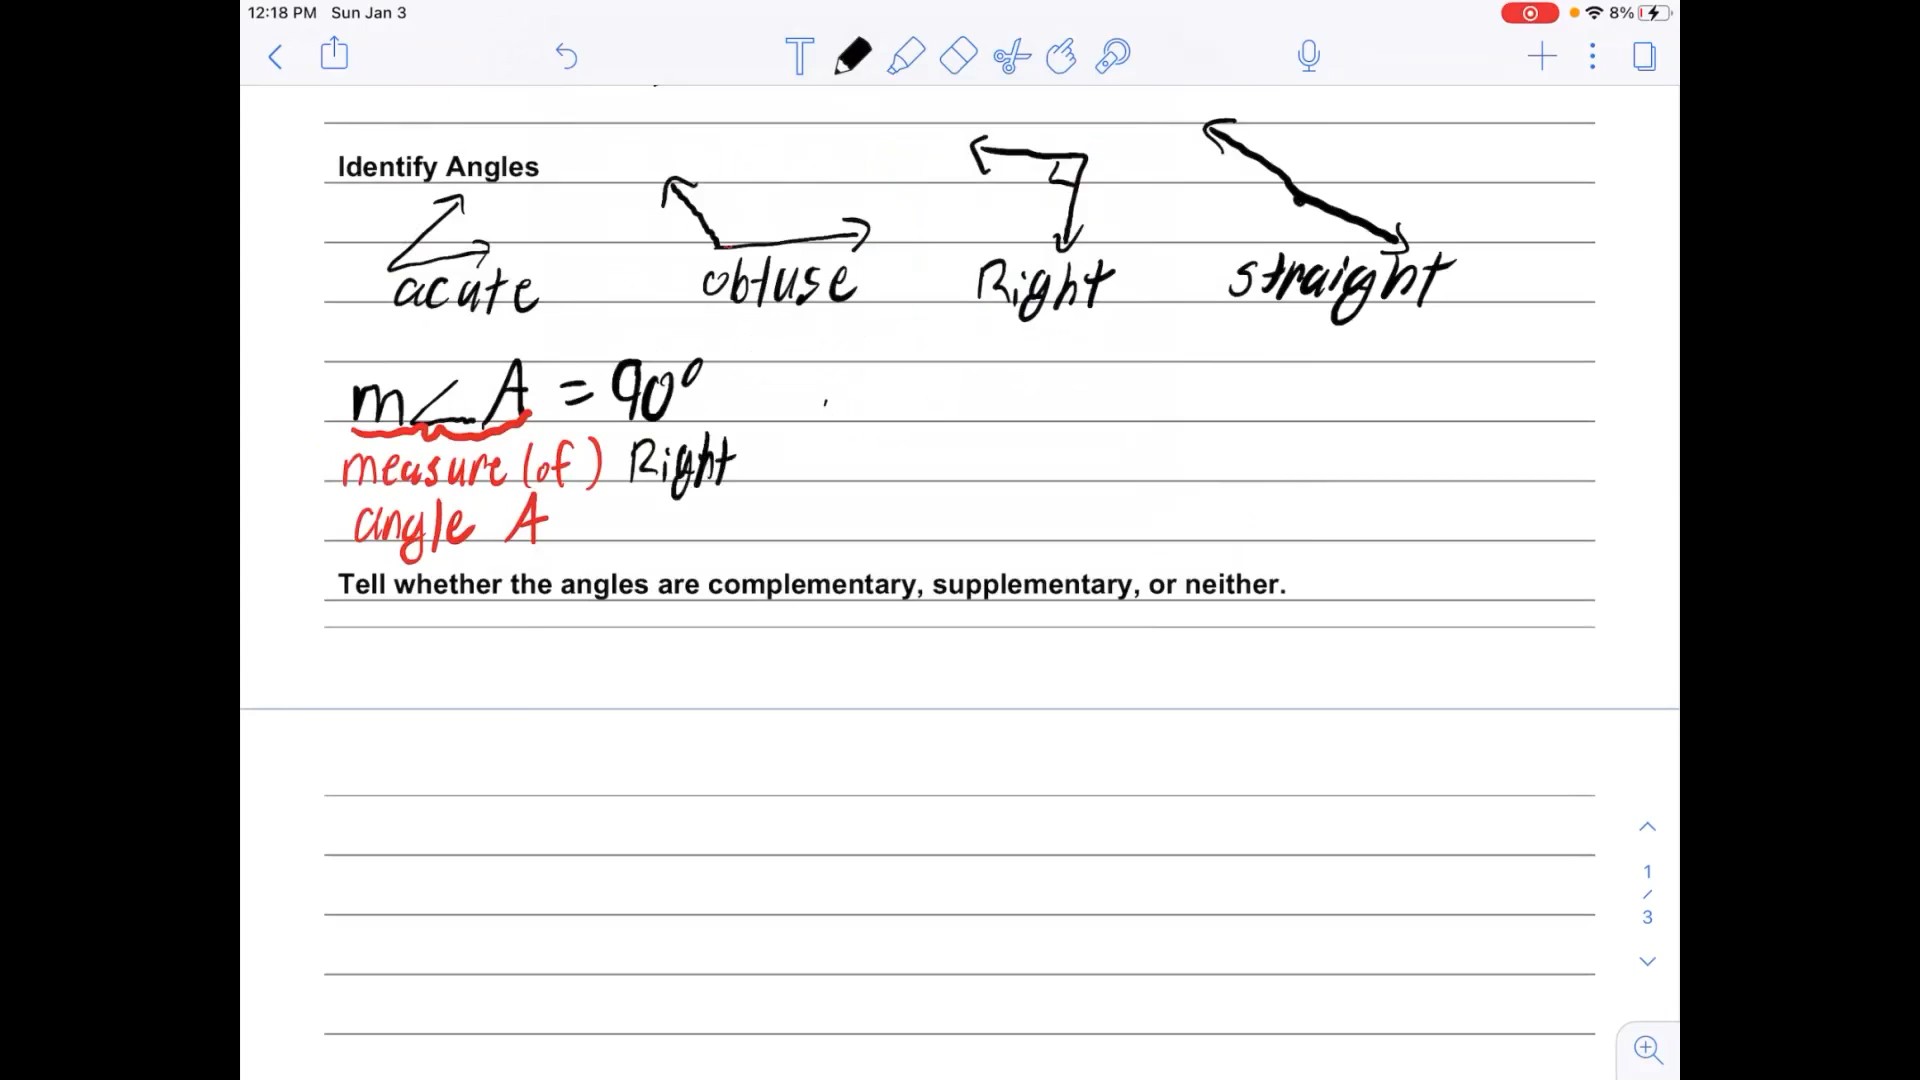 12:18 PM Sun Jan 3 8%
T
Identify Angles
acute obtuse Right straight
m∠A = 90°
measure (of) Right
angle A
Tell whether the angles are complementary, supplementary, or neither.
1
/
3